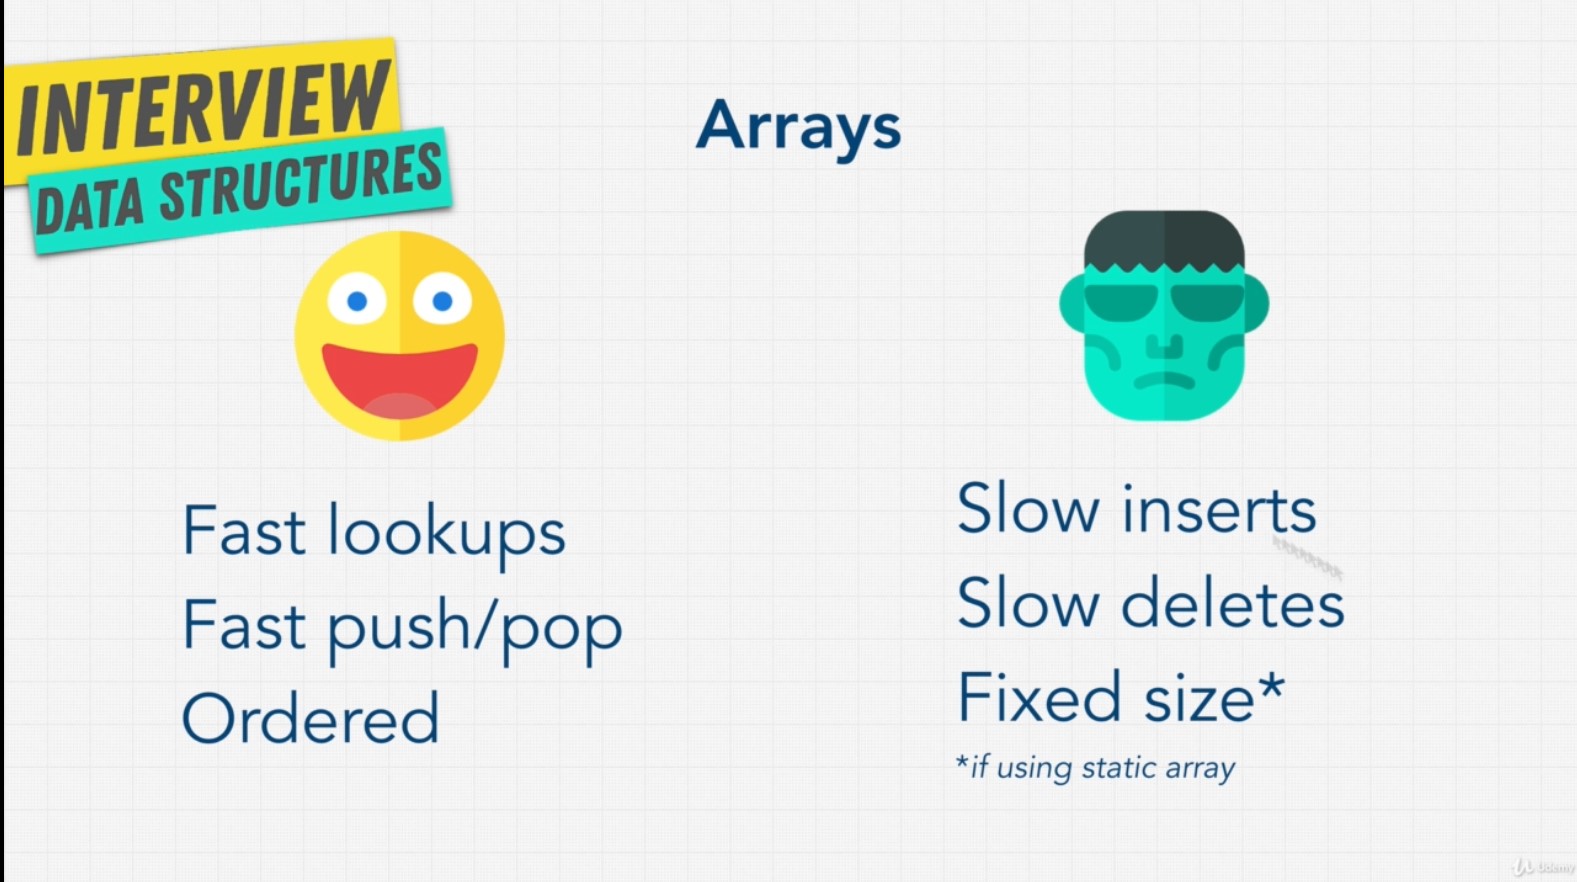 INTERVIEW
DATA STRUCTURES
Arrays
Fast lookups
Fast push/pop
Ordered
Slow inserts
Slow deletes
Fixed size*
*if using static array
Udemy